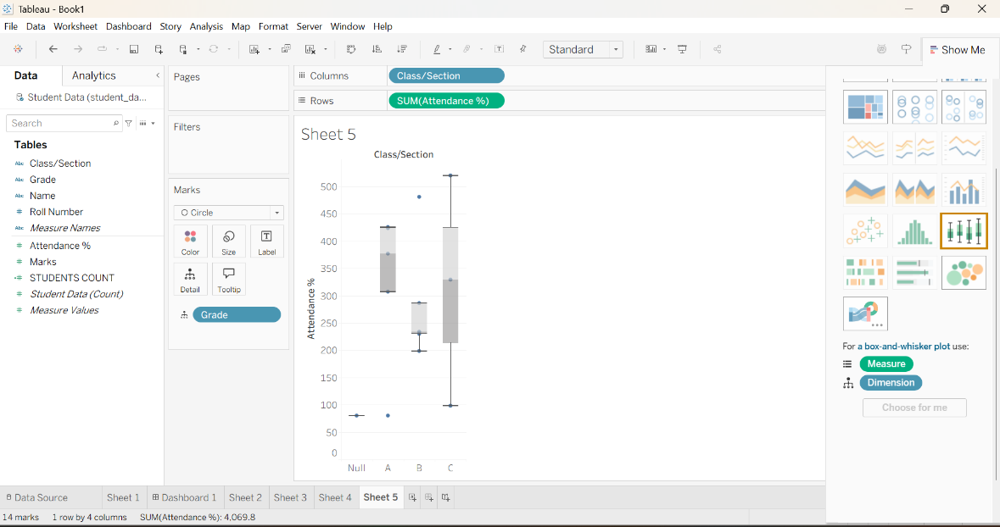 Tableau - Book1
File Data Worksheet Dashboard Story Analysis Map Format Server Window Help
Standard
Show Me
Data
Analytics
Student Data (student_da...
Search
Tables
Abc Class/Section
Abc Grade
Abc Name
# Roll Number
Abc Measure Names
# Attendance %
# Marks
=# STUDENTS COUNT
# Student Data (Count)
# Measure Values
Pages
Filters
Marks
Circle
Color
Size
Label
Detail
Tooltip
Grade
Columns
Class/Section
Rows
SUM(Attendance %)
Sheet 5
Class/Section
Attendance %
500
450
400
350
300
250
200
150
100
50
0
Null A B C
For a box-and-whisker plot use:
Measure
Dimension
Choose for me
Data Source
Sheet 1
Dashboard 1
Sheet 2
Sheet 3
Sheet 4
Sheet 5
14 marks 1 row by 4 columns SUM(Attendance %): 4,069.8